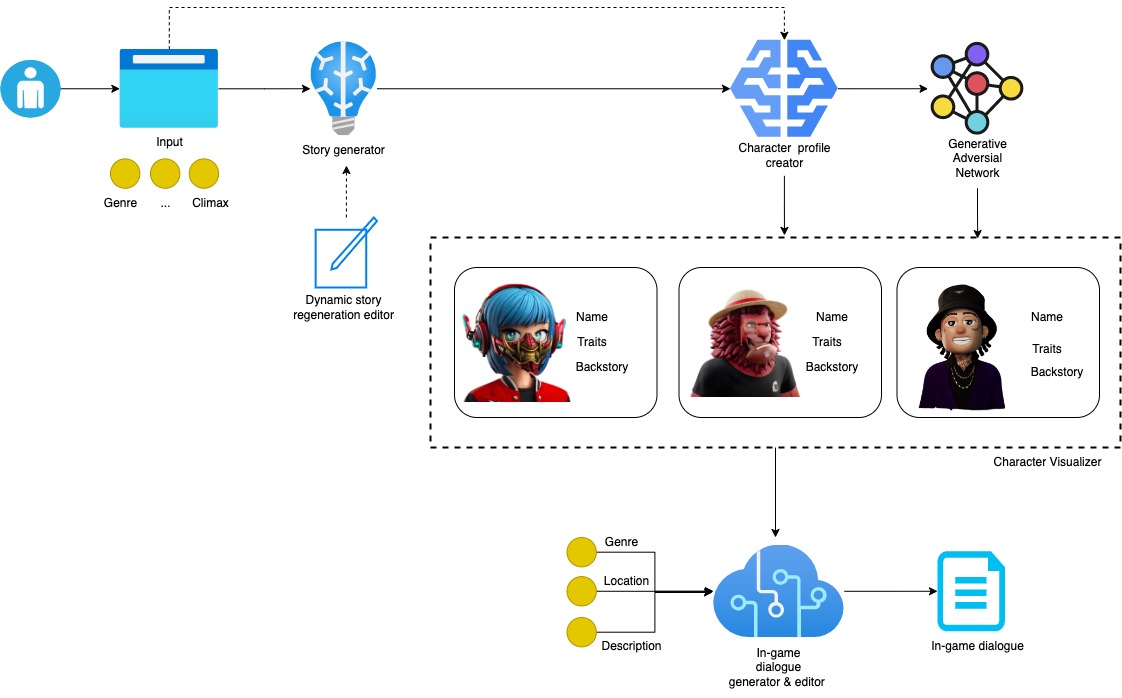 Input
Genre
...
Climax
Story generator
Dynamic story
regeneration editor
Character profile
creator
Generative
Adversial
Network
Name
Traits
Backstory
Name
Traits
Backstory
Name
Traits
Backstory
Character Visualizer
Genre
Location
Description
In-game
dialogue
generator & editor
In-game dialogue